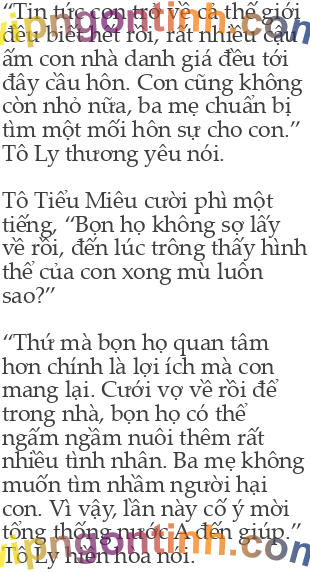 “Tin tức con trở về cả thế giới
đều biết hết rồi, rất nhiều cậu
ấm con nhà danh giá đều tới
đây cầu hôn. Con cũng không
còn nhỏ nữa, ba mẹ chuẩn bị
tìm một mối hôn sự cho con.”
Tô Ly thương yêu nói.
Tô Tiểu Miêu cười phì một
tiếng, “Bọn họ không sợ lấy
về rồi, đến lúc trông thấy hình
thể của con xong mù luôn
sao?”
“Thứ mà bọn họ quan tâm
hơn chính là lợi ích mà con
mang lại. Cưới vợ về rồi để
trong nhà, bọn họ có thể
ngấm ngầm nuôi thêm rất
nhiều tình nhân. Ba mẹ không
muốn tìm nhầm người hại
con. Vì vậy, lần này cố ý mời
tổng thống nước A đến giúp.”
Tô Ly hiền hòa nói.